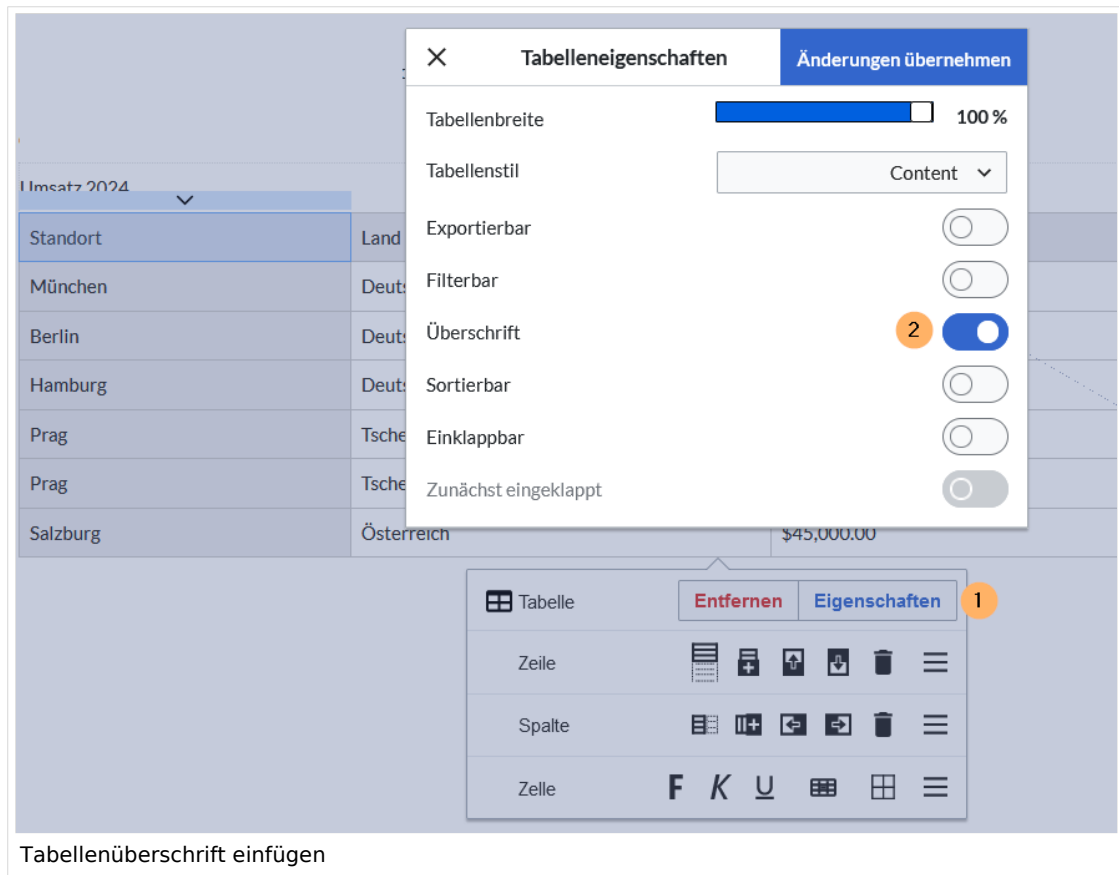 Tabelleneigenschaften Änderungen übernehmen
Tabellenbreite 100 %
Tabellenstil Content
Umsatz 2024
Exportierbar
Standort Land
Filterbar
München
Überschrift 2
Berlin
Sortierbar
Hamburg
Einklappbar
Prag
Zunächst eingeklappt
Prag
Salzburg Österreich $45,000.00
Tabelle Entfernen Eigenschaften 1
Zeile
Spalte
Zelle F K U
Tabellenüberschrift einfügen